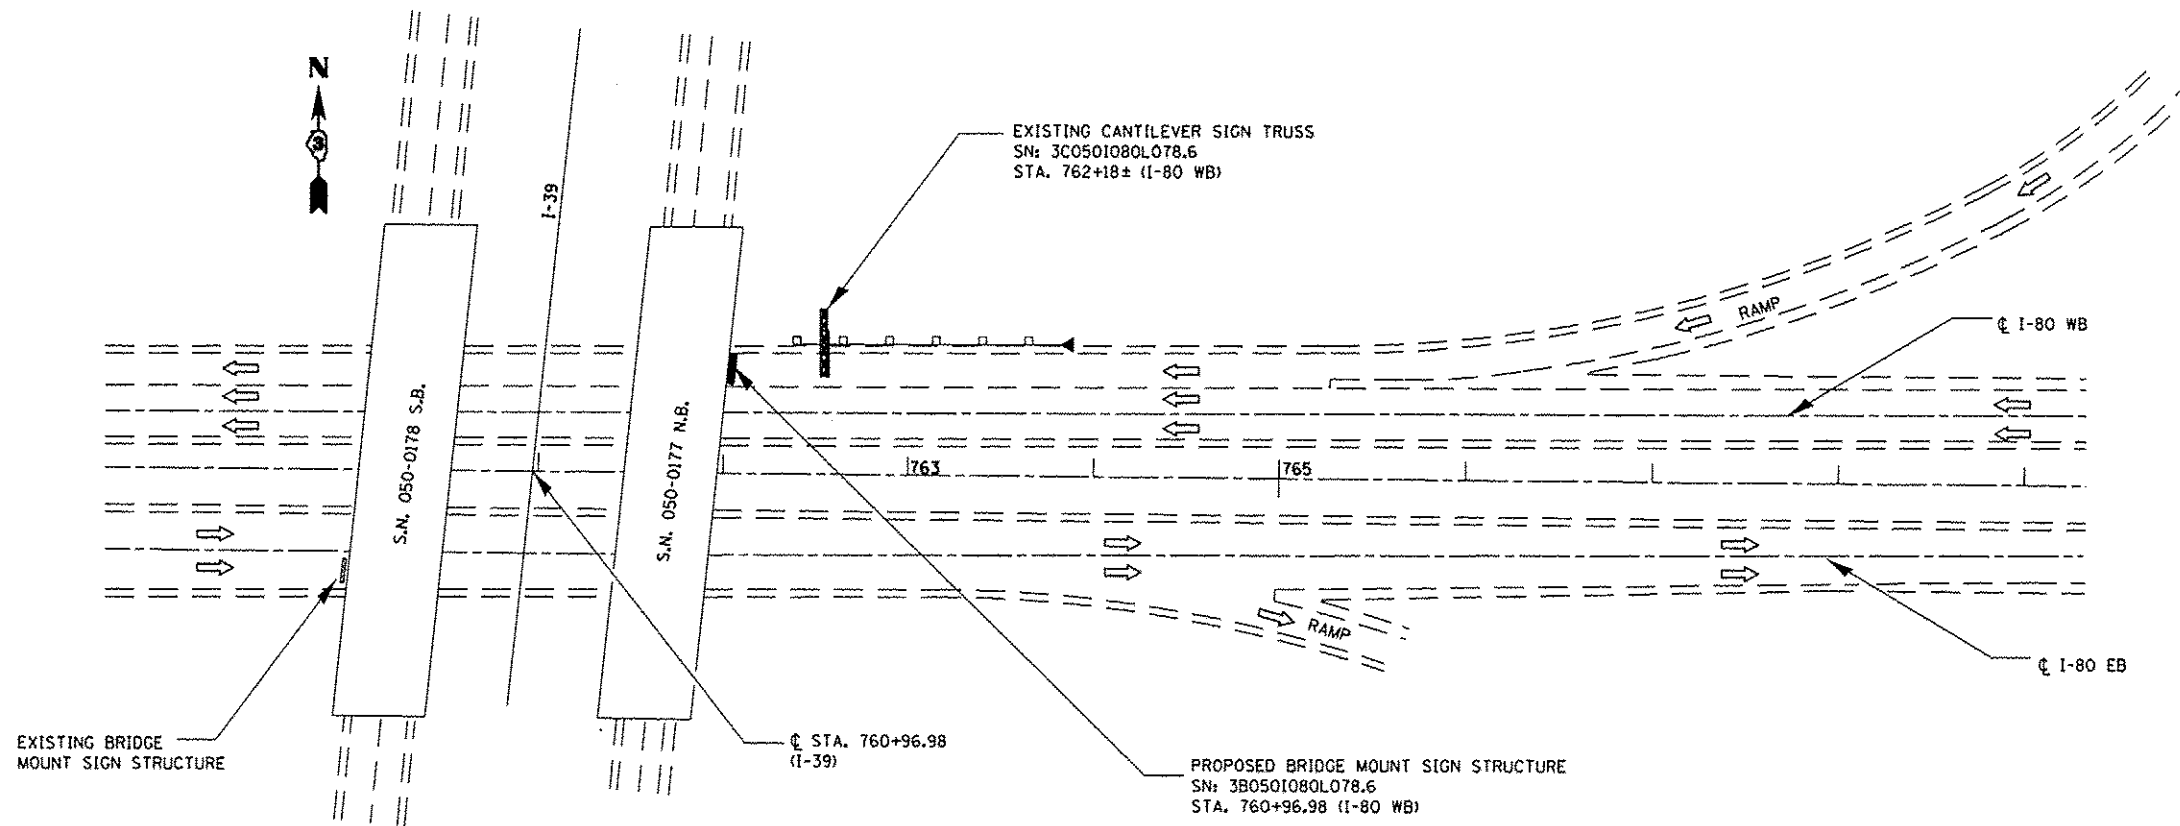 N
3
I-39
EXISTING CANTILEVER SIGN TRUSS
SN: 3C050I080L078.6
STA. 762+18± (I-80 WB)
RAMP
℄ I-80 WB
S.N. 050-0178 S.B.
S.N. 050-0177 N.B.
763
765
RAMP
℄ I-80 EB
EXISTING BRIDGE
MOUNT SIGN STRUCTURE
℄ STA. 760+96.98
(I-39)
PROPOSED BRIDGE MOUNT SIGN STRUCTURE
SN: 3B050I080L078.6
STA. 760+96.98 (I-80 WB)